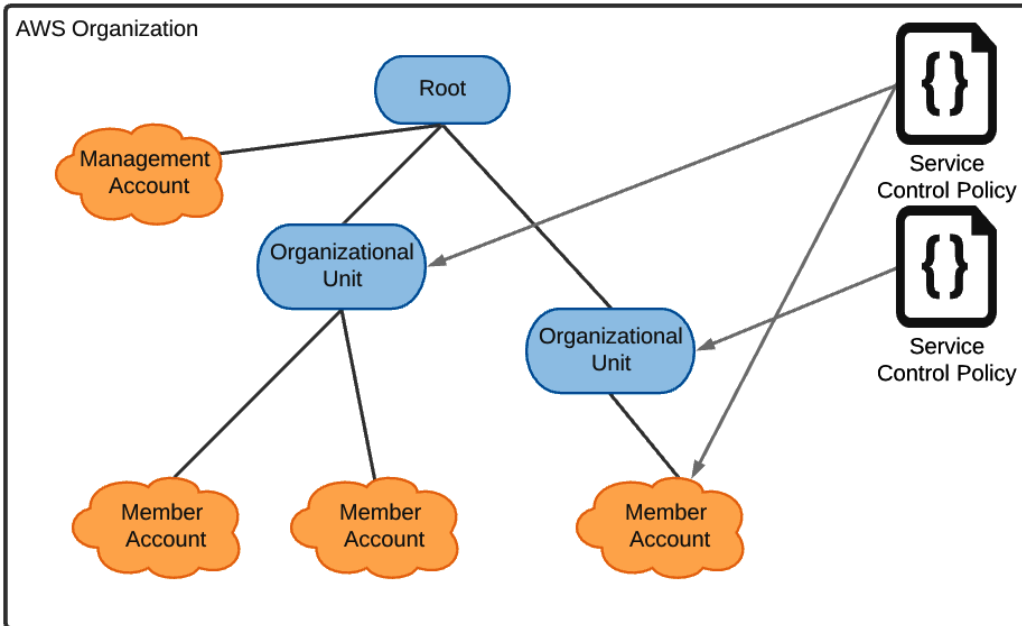 AWS Organization
Root
Management
Account
Service
Control Policy
Organizational
Unit
Organizational
Unit
Service
Control Policy
Member
Account
Member
Account
Member
Account